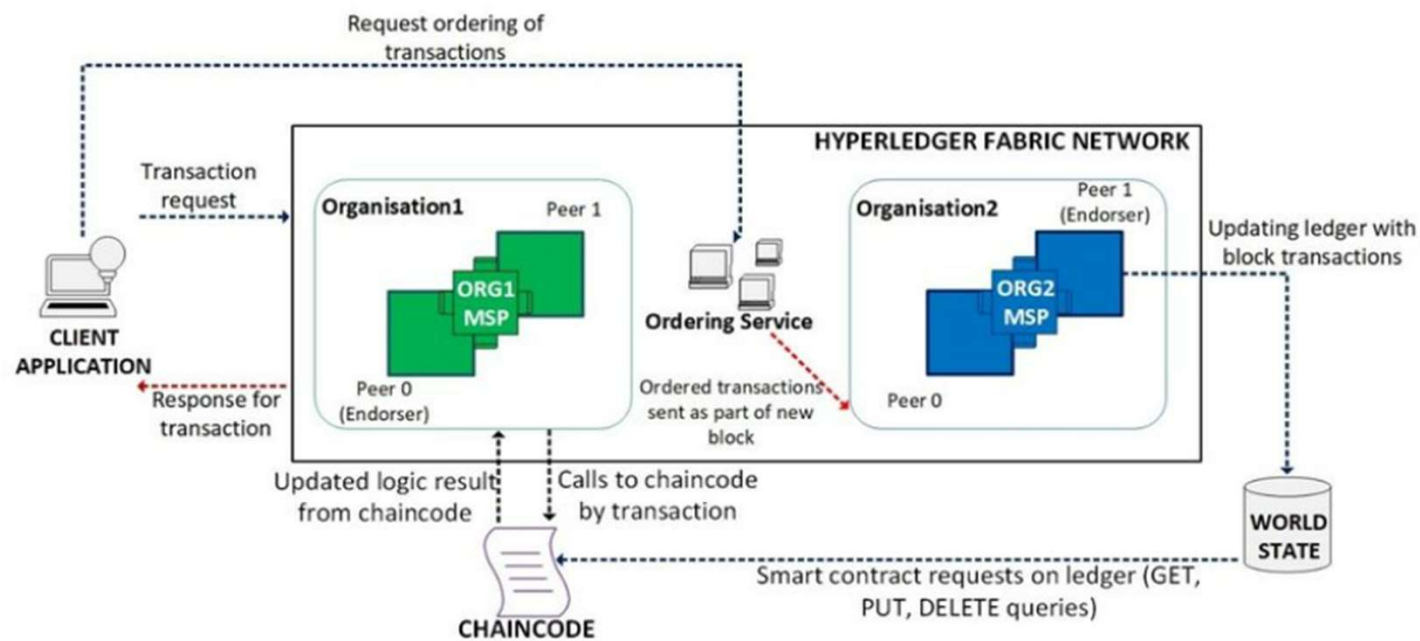 Request ordering of
transactions
HYPERLEDGER FABRIC NETWORK
Transaction
request
Organisation1
Peer 1
ORG1
MSP
Peer 0
(Endorser)
Ordering Service
Ordered transactions
sent as part of new
block
Organisation2
Peer 1
(Endorser)
ORG2
MSP
Peer 0
Updating ledger with
block transactions
CLIENT
APPLICATION
Response for
transaction
Updated logic result
from chaincode
Calls to chaincode
by transaction
WORLD
STATE
Smart contract requests on ledger (GET,
PUT, DELETE queries)
CHAINCODE